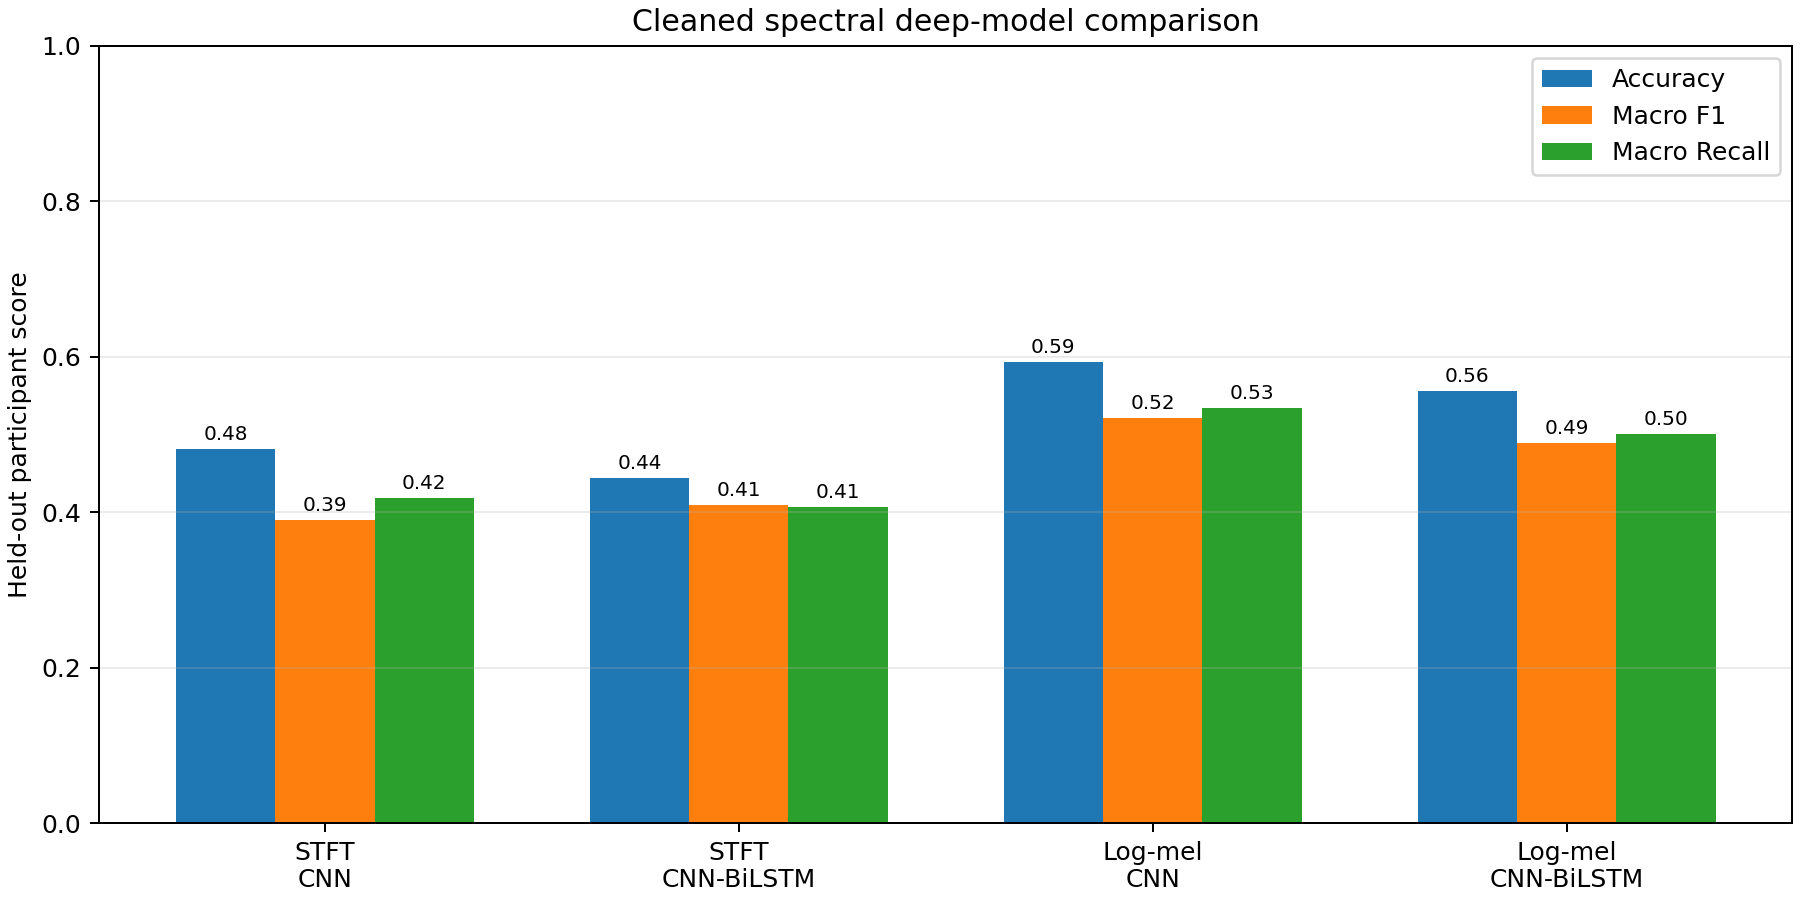 Cleaned spectral deep-model comparison
Held-out participant score
1.0
0.8
0.6
0.4
0.2
0.0
Accuracy
Macro F1
Macro Recall
0.48
0.39
0.42
0.44
0.41
0.41
0.59
0.52
0.53
0.56
0.49
0.50
STFT
CNN
STFT
CNN-BiLSTM
Log-mel
CNN
Log-mel
CNN-BiLSTM